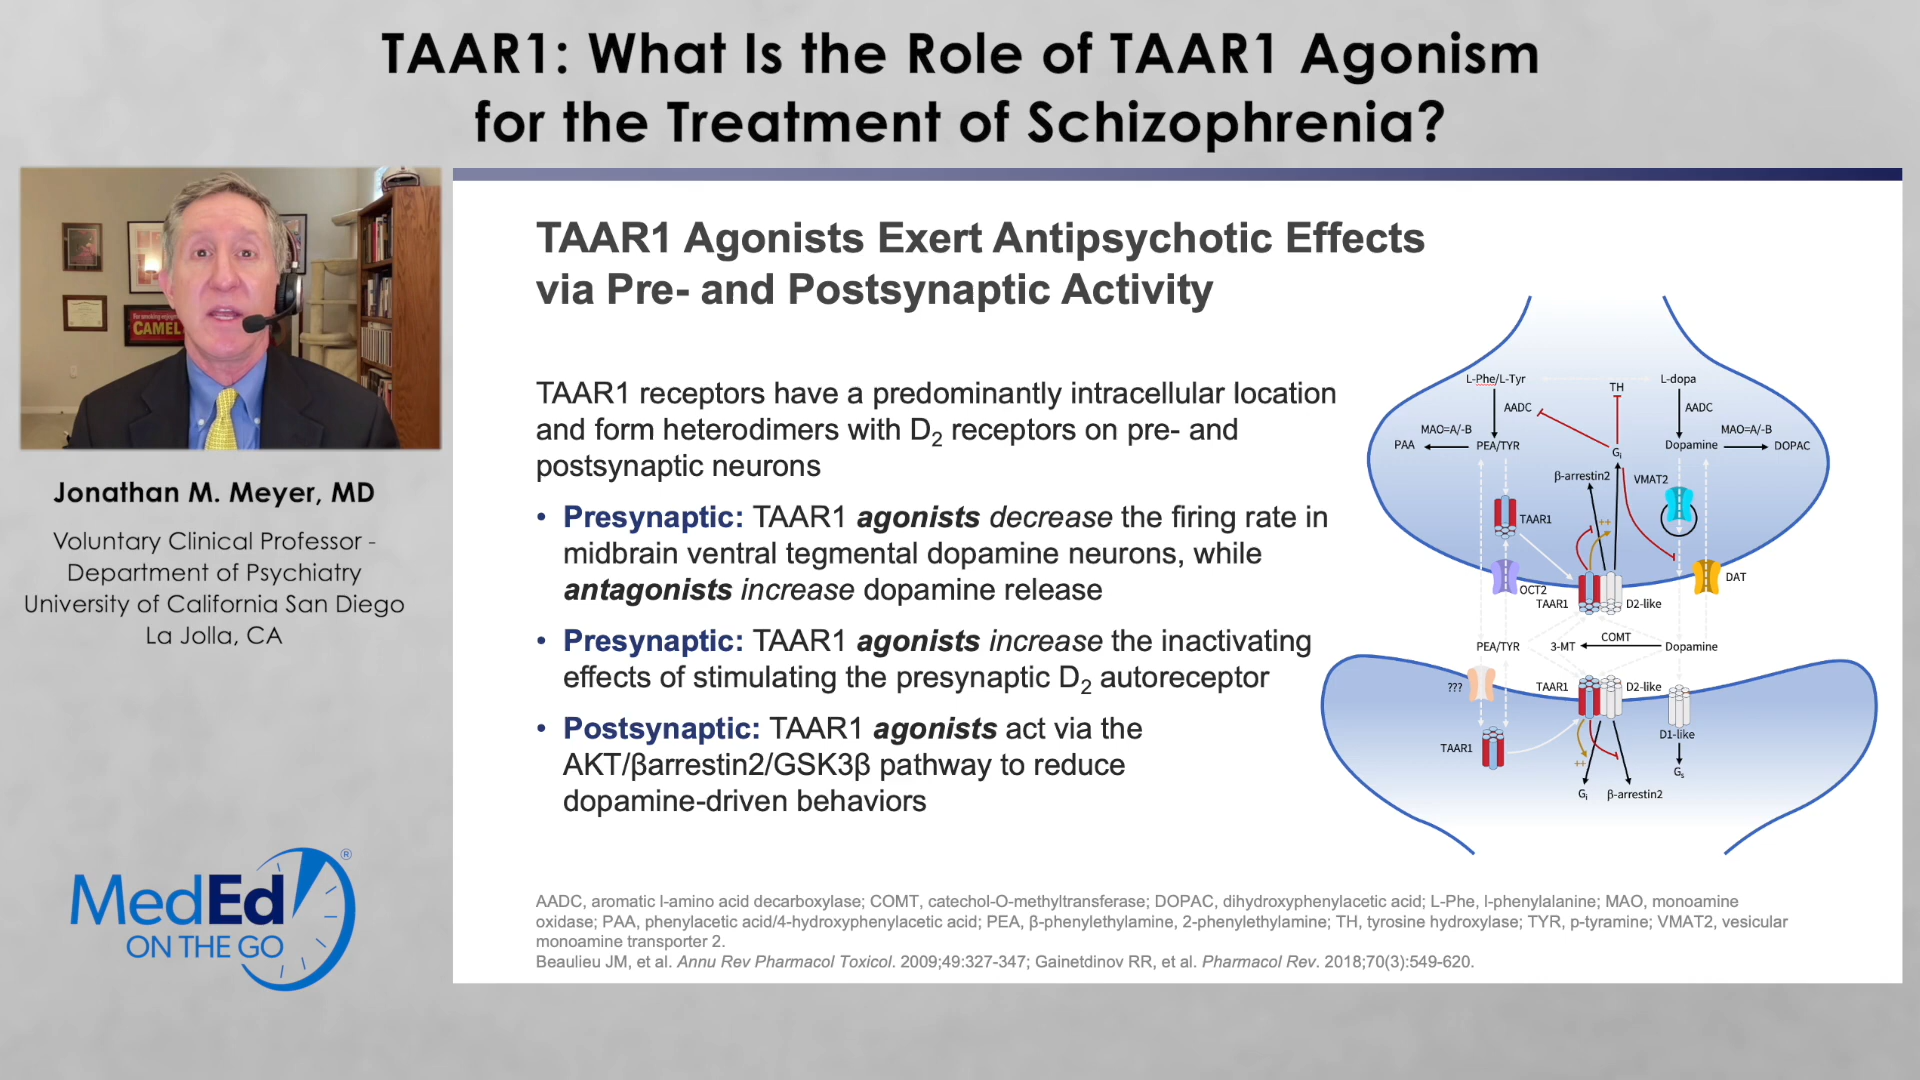 TAAR1: What Is the Role of TAAR1 Agonism
for the Treatment of Schizophrenia?
CAMEL
Jonathan M. Meyer, MD
Voluntary Clinical Professor -
Department of Psychiatry
University of California San Diego
La Jolla, CA
MedEd®
ON THE GO
TAAR1 Agonists Exert Antipsychotic Effects
via Pre- and Postsynaptic Activity
TAAR1 receptors have a predominantly intracellular location
and form heterodimers with D2 receptors on pre- and
postsynaptic neurons
• Presynaptic: TAAR1 agonists decrease the firing rate in
midbrain ventral tegmental dopamine neurons, while
antagonists increase dopamine release
• Presynaptic: TAAR1 agonists increase the inactivating
effects of stimulating the presynaptic D2 autoreceptor
• Postsynaptic: TAAR1 agonists act via the
AKT/βarrestin2/GSK3β pathway to reduce
dopamine-driven behaviors
L-Phe/L-Tyr
TH
L-dopa
AADC
AADC
MAO=A/-B
MAO=A/-B
PAA
PEA/TYR
Gi
Dopamine
DOPAC
β-arrestin2
VMAT2
TAAR1
++
OCT2
DAT
TAAR1
D2-like
PEA/TYR
3-MT
COMT
Dopamine
???
TAAR1
D2-like
D1-like
TAAR1
++
Gs
Gi
β-arrestin2
AADC, aromatic l-amino acid decarboxylase; COMT, catechol-O-methyltransferase; DOPAC, dihydroxyphenylacetic acid; L-Phe, l-phenylalanine; MAO, monoamine
oxidase; PAA, phenylacetic acid/4-hydroxyphenylacetic acid; PEA, β-phenylethylamine, 2-phenylethylamine; TH, tyrosine hydroxylase; TYR, p-tyramine; VMAT2, vesicular
monoamine transporter 2.
Beaulieu JM, et al. Annu Rev Pharmacol Toxicol. 2009;49:327-347; Gainetdinov RR, et al. Pharmacol Rev. 2018;70(3):549-620.